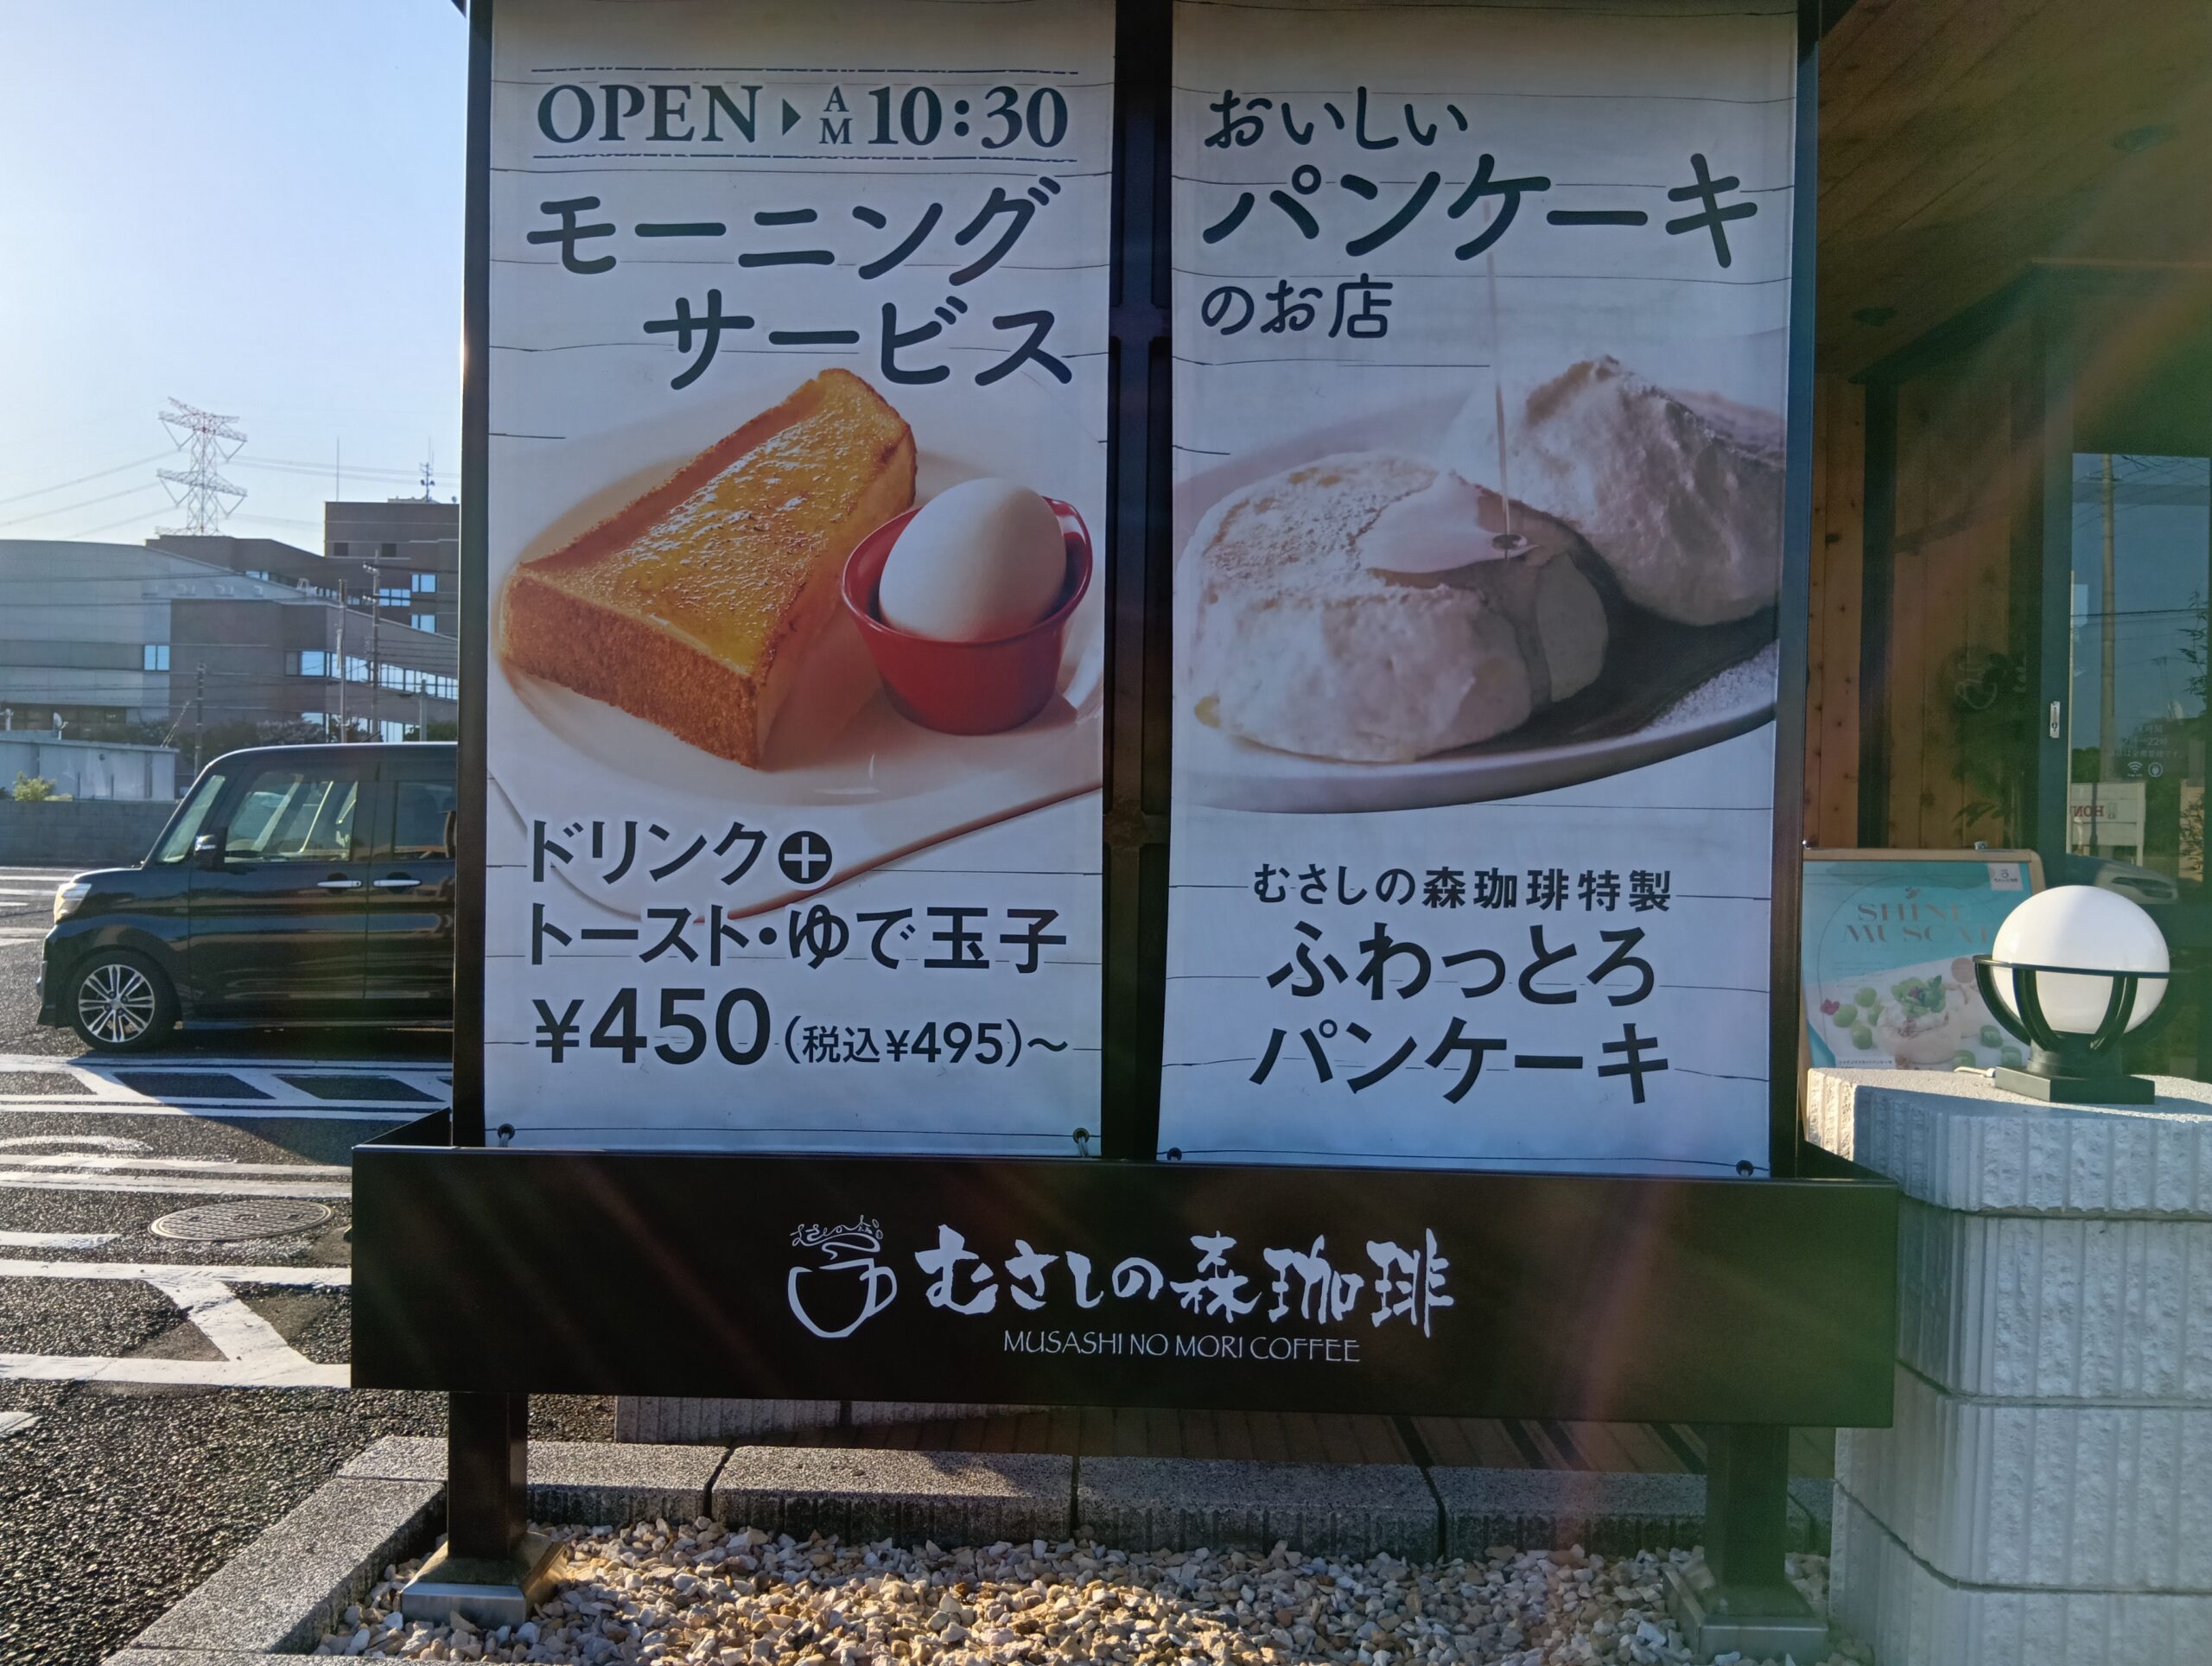 OPEN▶AM10:30
モーニング
サービス
ドリンク⊕
トースト・ゆで玉子
¥450(税込¥495)～
おいしい
パンケーキ
のお店
むさしの森珈琲特製
ふわっとろ
パンケーキ
むさしの森珈琲
MUSASHI NO MORI COFFEE
SHINE
MUSCAT